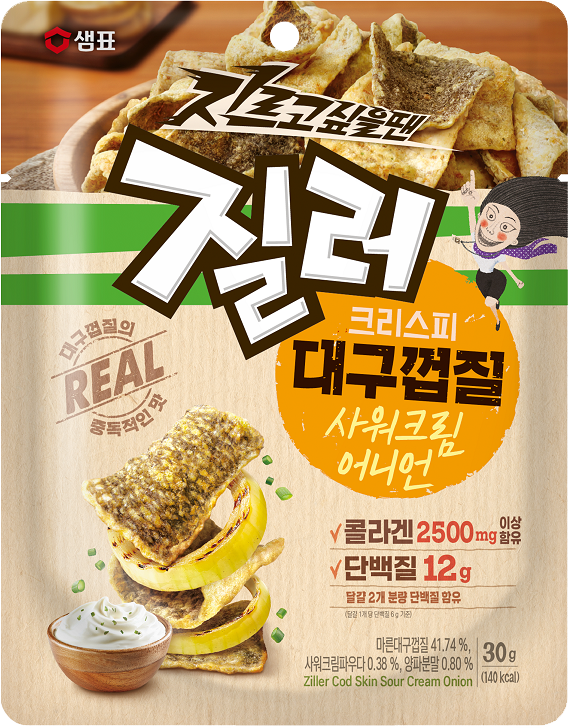 샘표
지르고 싶을 땐
질러
크리스피
대구껍질
사워크림
어니언
대구껍질의
REAL
중독적인 맛
콜라겐 2500mg 이상 함유
단백질 12g
달걀 2개 분량 단백질 함유
(달걀 1개 당 단백질 6 g 기준)
마른대구껍질 41.74 %,
사워크림파우다 0.38 %, 양파분말 0.80 %
Ziller Cod Skin Sour Cream Onion
30g
(140 kcal)